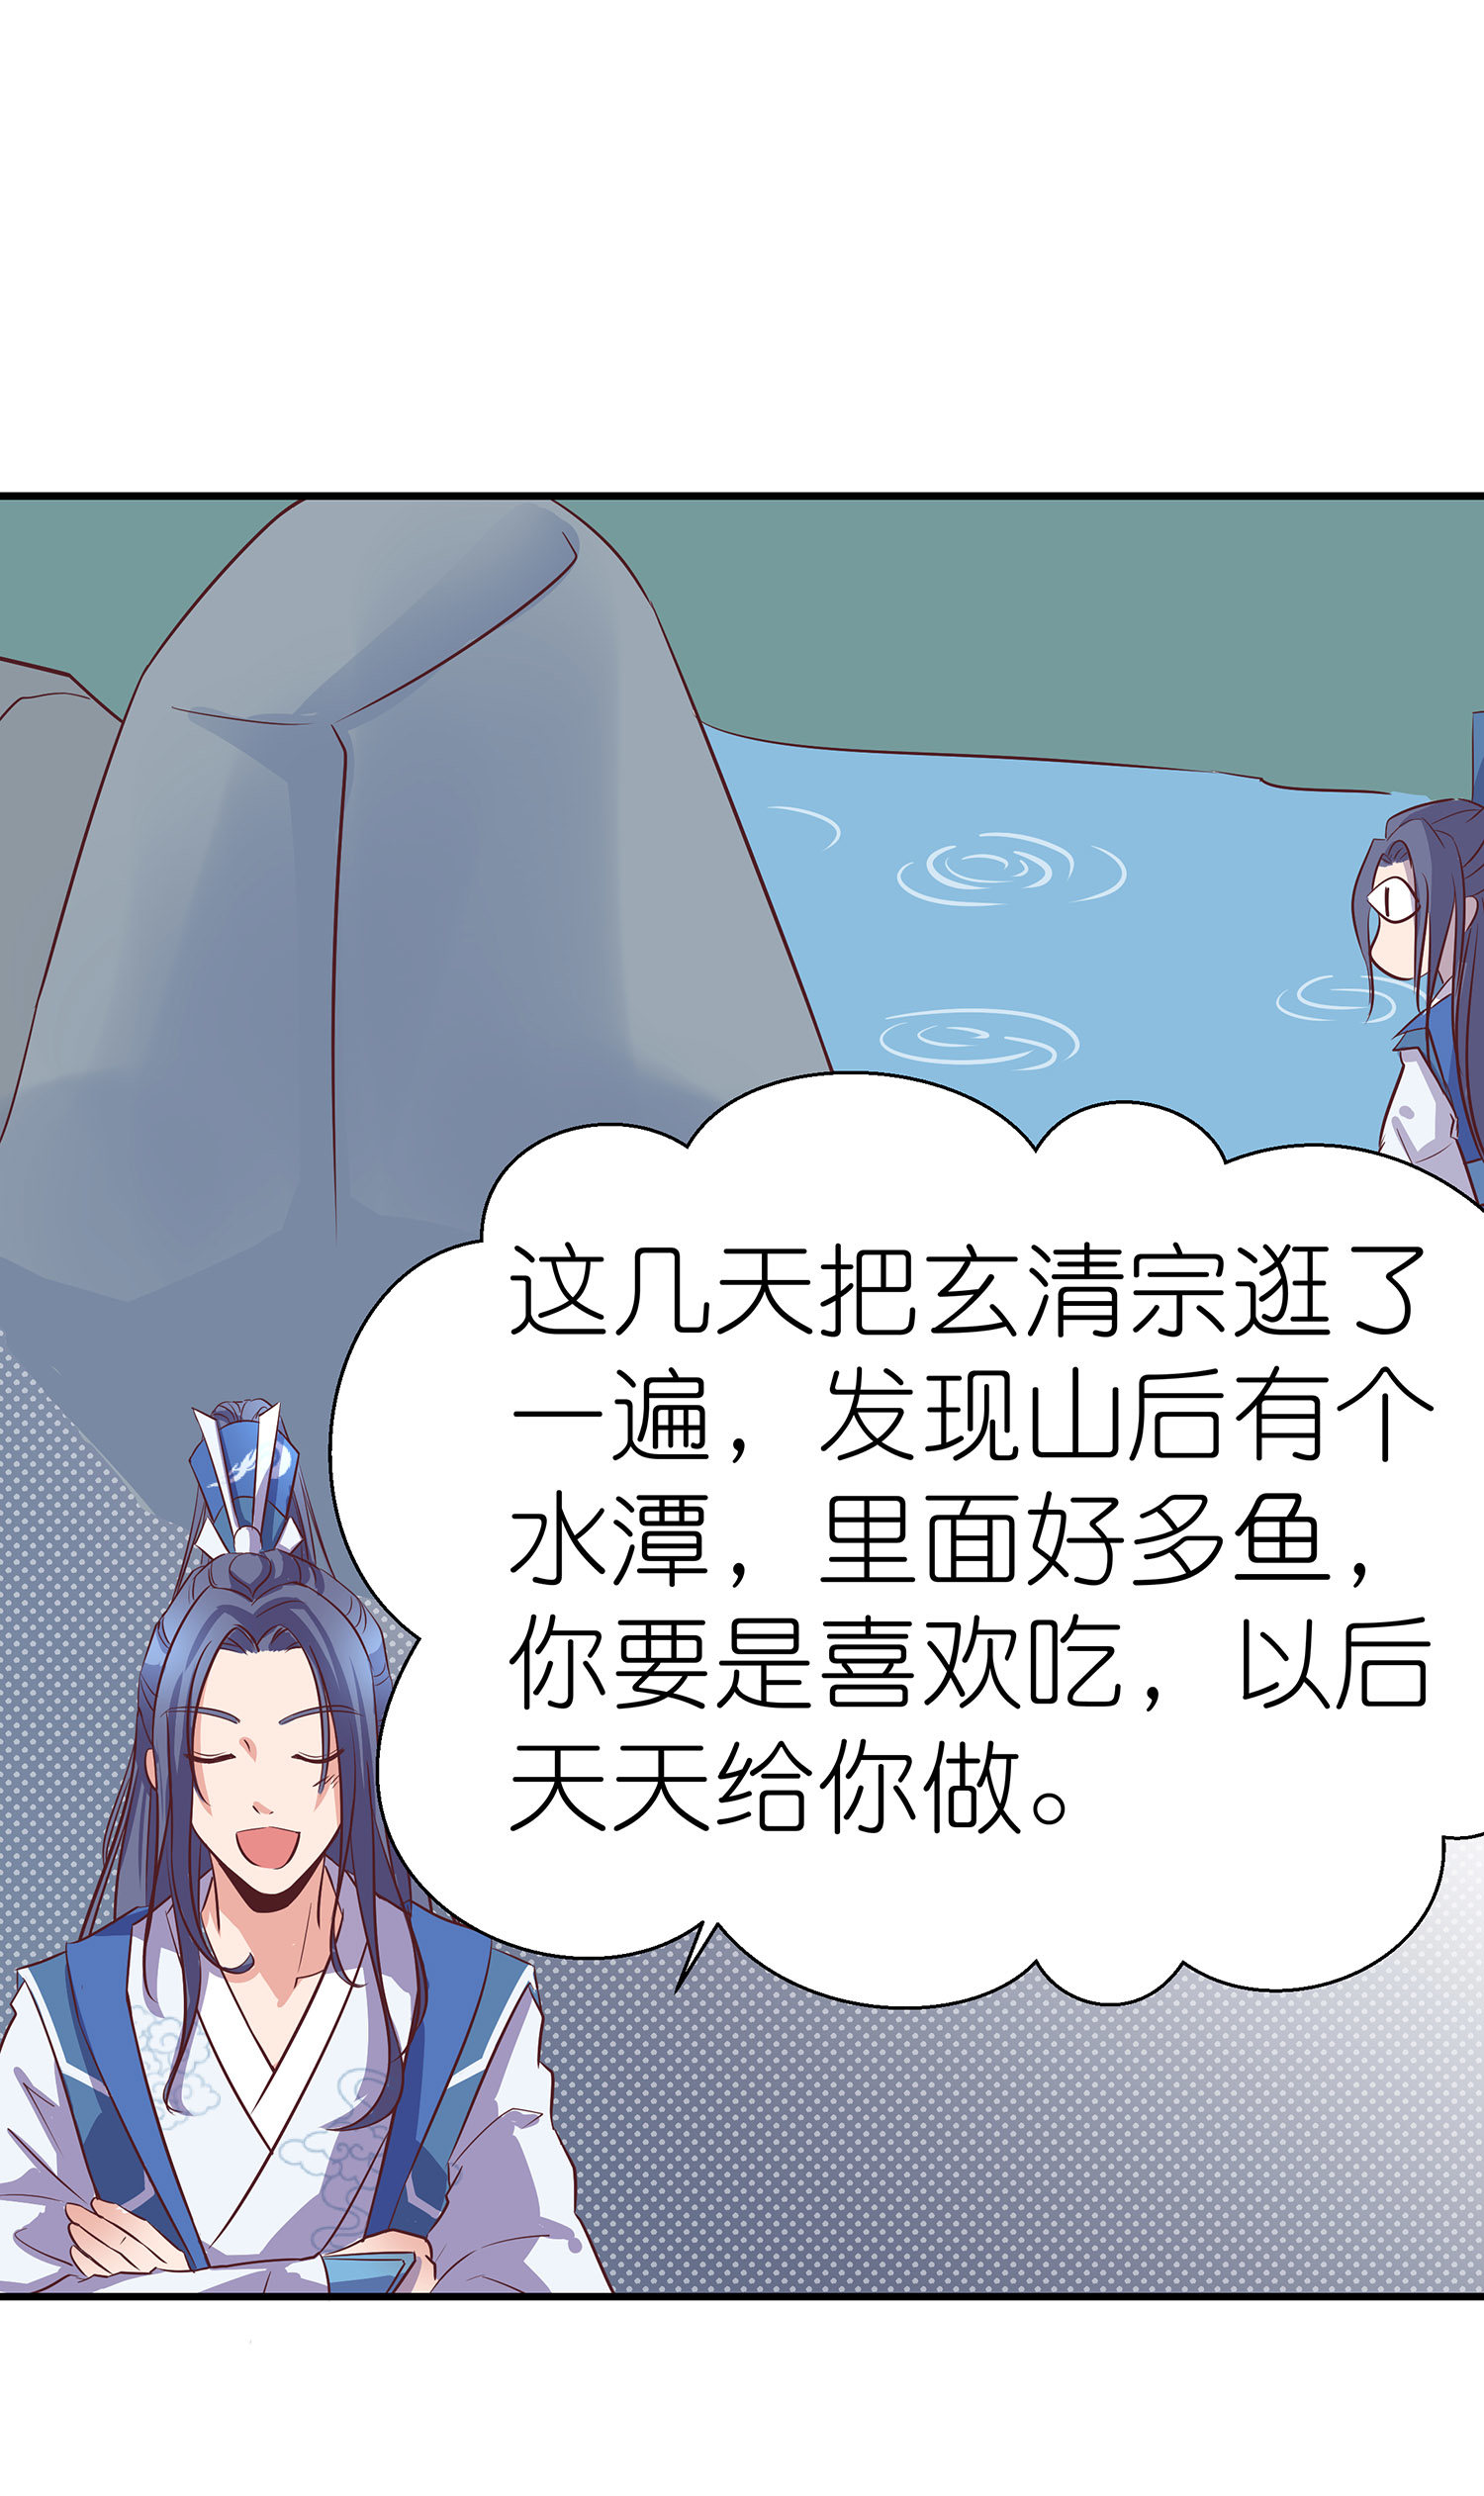 这几天把玄清宗逛了
一遍，发现山后有个
水潭，里面好多鱼，
你要是喜欢吃，以后
天天给你做。